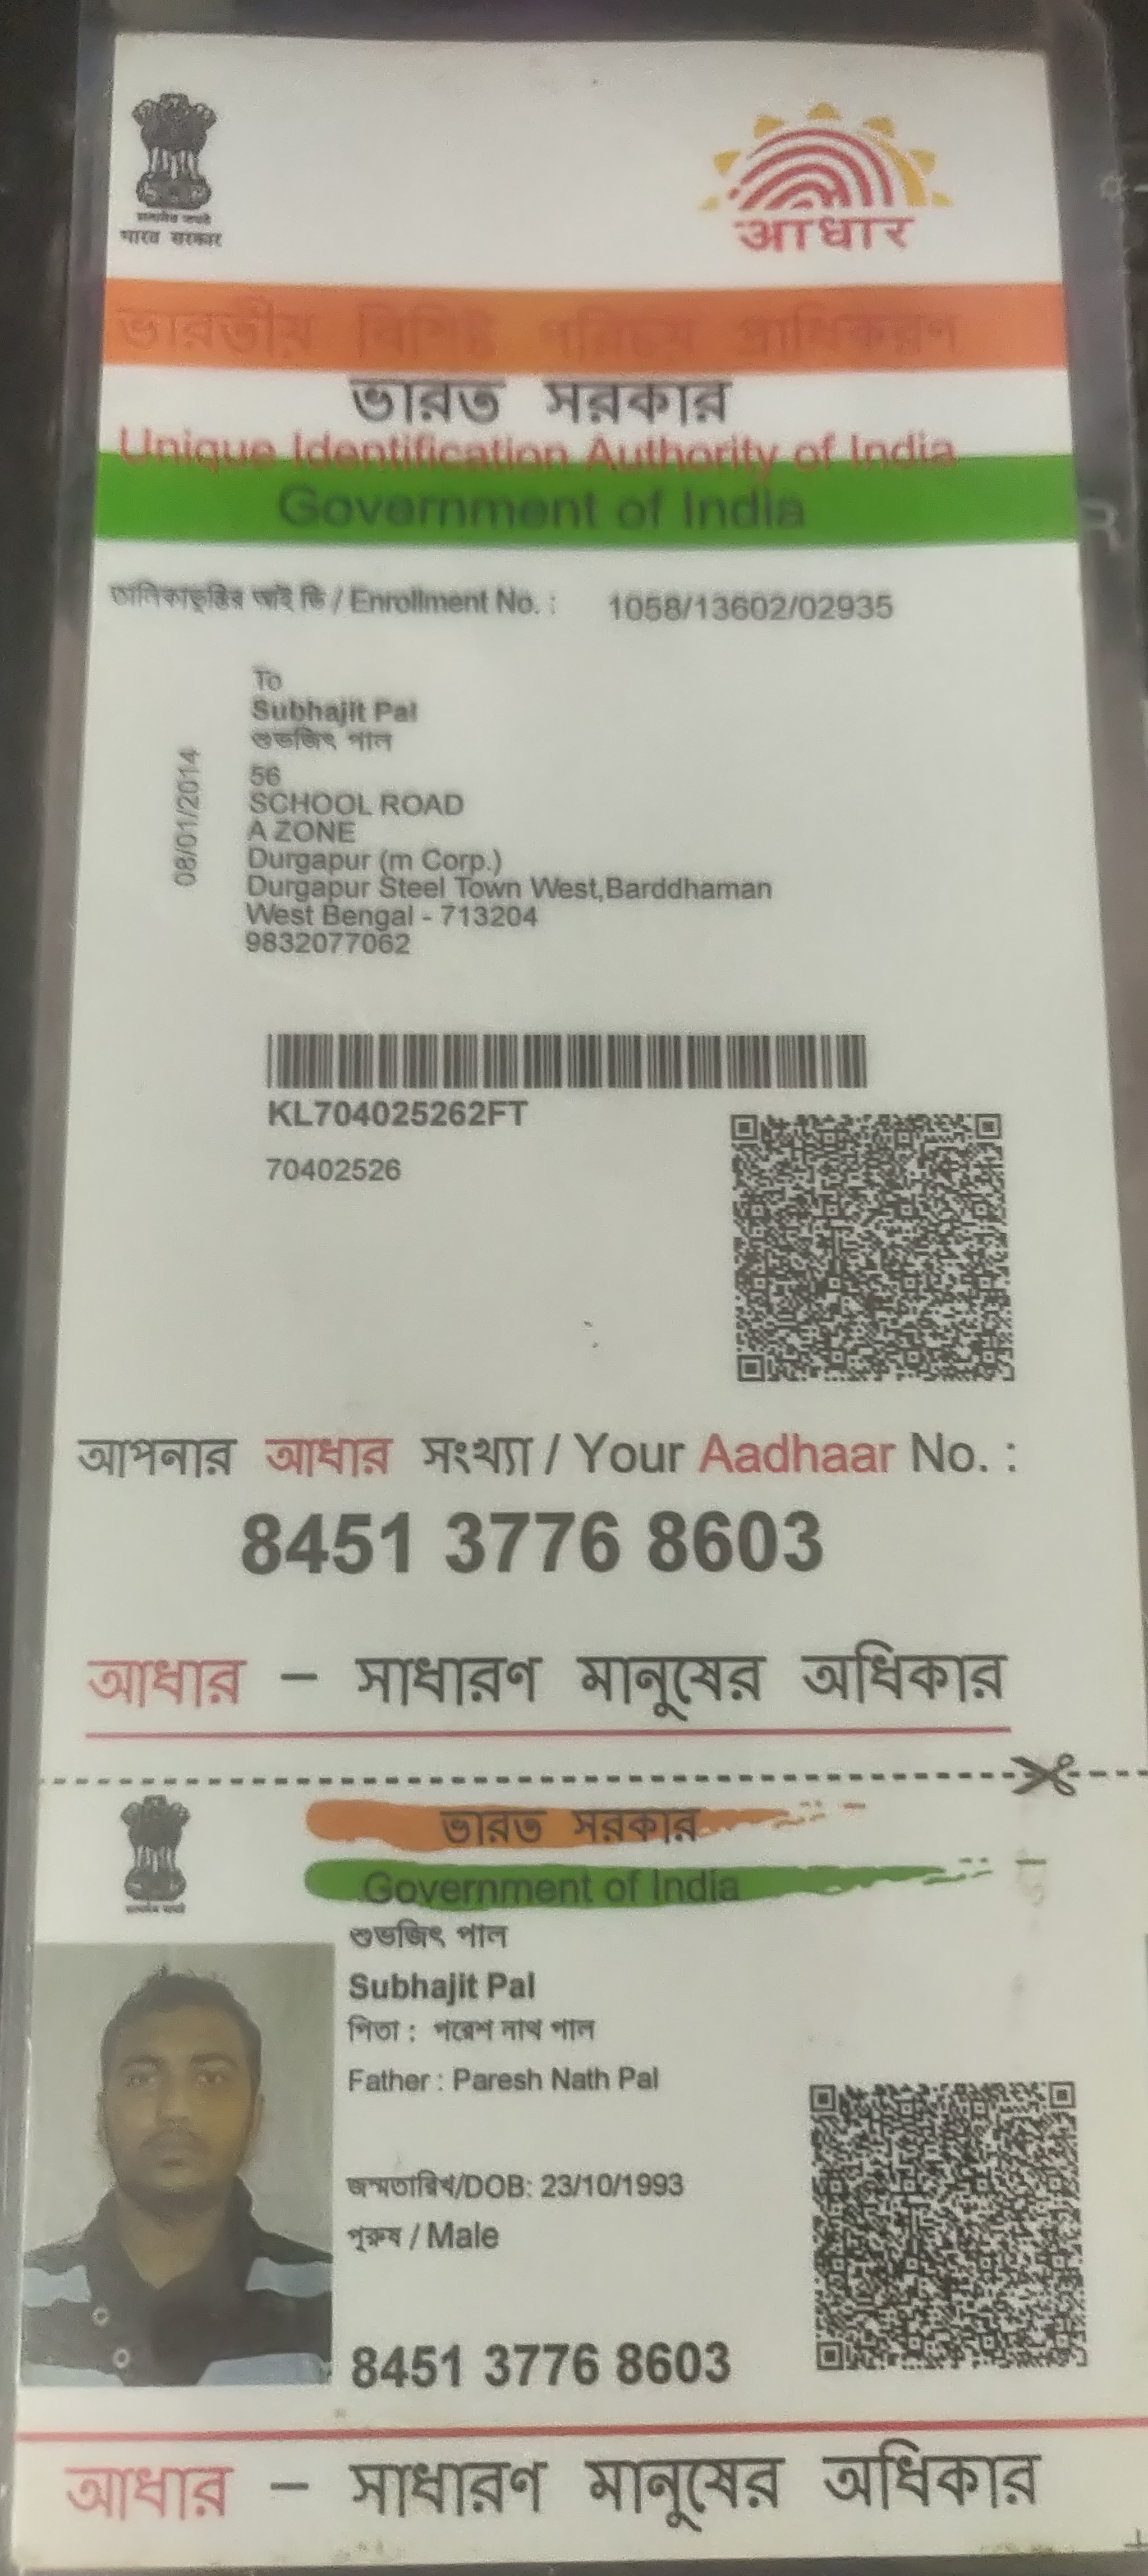 सत्यमेव जयते
भारत सरकार
आधार
ভারতীয় বিশিষ্ট পরিচয় প্রাধিকরণ
ভারত সরকার
Unique Identification Authority of India
Government of India
তালিকাভুক্তির আই ডি / Enrollment No. : 1058/13602/02935
To
Subhajit Pal
শুভজিৎ পাল
56
SCHOOL ROAD
A ZONE
Durgapur (m Corp.)
Durgapur Steel Town West,Barddhaman
West Bengal - 713204
9832077062
08/01/2014
KL704025262FT
70402526
আপনার আধার সংখ্যা / Your Aadhaar No. :
8451 3776 8603
আধার – সাধারণ মানুষের অধিকার
ভারত সরকার
Government of India
শুভজিৎ পাল
Subhajit Pal
পিতা : পরেশ নাথ পাল
Father : Paresh Nath Pal
জন্মতারিখ/DOB: 23/10/1993
পুরুষ / Male
8451 3776 8603
আধার – সাধারণ মানুষের অধিকার